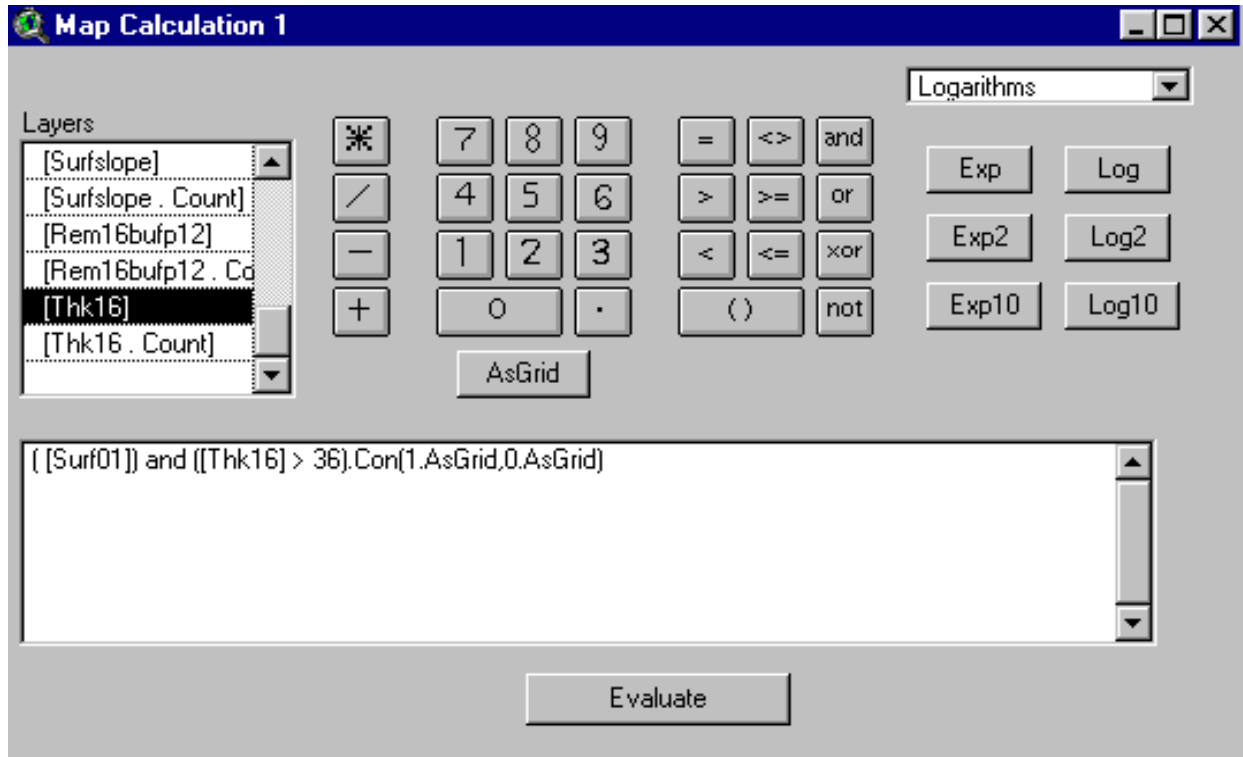 Map Calculation 1
Logarithms
Layers
[Surfslope]
[Surfslope . Count]
[Rem16bufp12]
[Rem16bufp12 . Co
[Thk16]
[Thk16 . Count]
* 7 8 9 = <> and
/ 4 5 6 > >= or
- 1 2 3 < <= xor
+ 0 . ( ) not
AsGrid
Exp Log
Exp2 Log2
Exp10 Log10
( [Surf01]) and ([Thk16] > 36).Con(1.AsGrid,0.AsGrid)
Evaluate